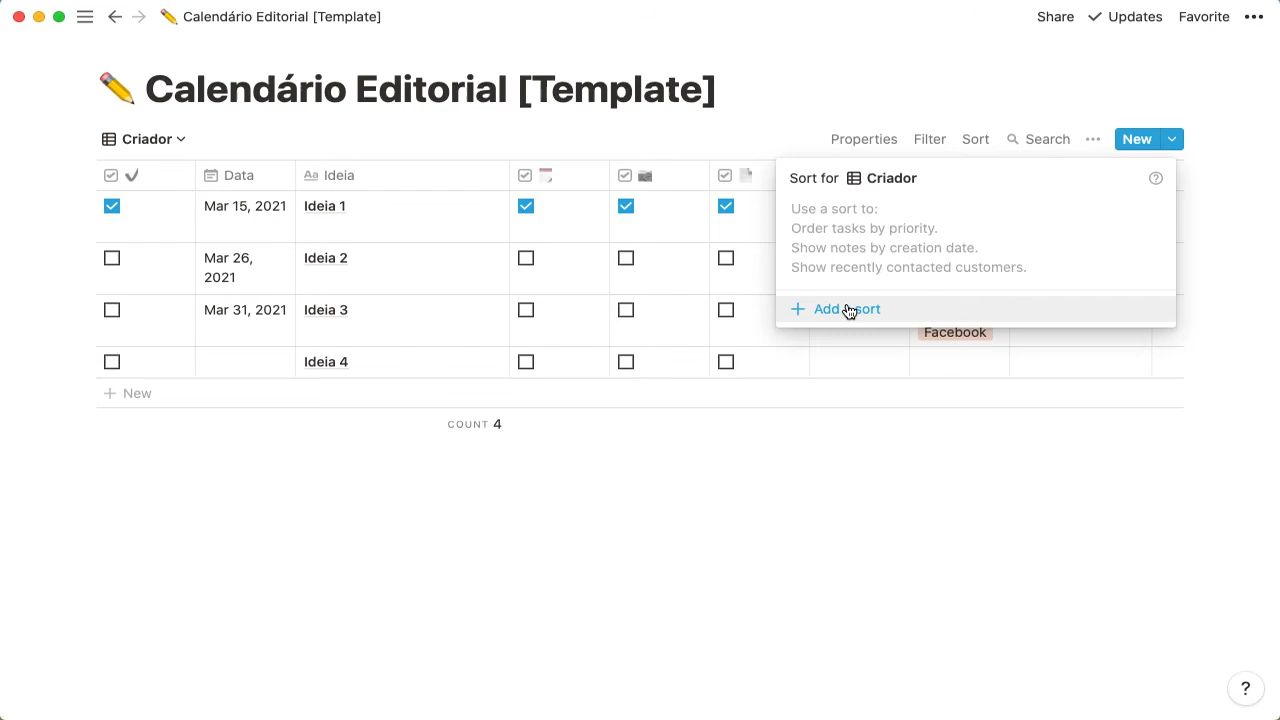 Calendário Editorial [Template]
Share
Updates
Favorite
Calendário Editorial [Template]
Criador
Properties
Filter
Sort
Search
New
Data
Aa Ideia
Sort for Criador
Use a sort to:
Order tasks by priority.
Show notes by creation date.
Show recently contacted customers.
Mar 15, 2021
Ideia 1
Mar 26,
2021
Ideia 2
Mar 31, 2021
Ideia 3
+ Add a sort
Facebook
Ideia 4
+ New
COUNT 4
?